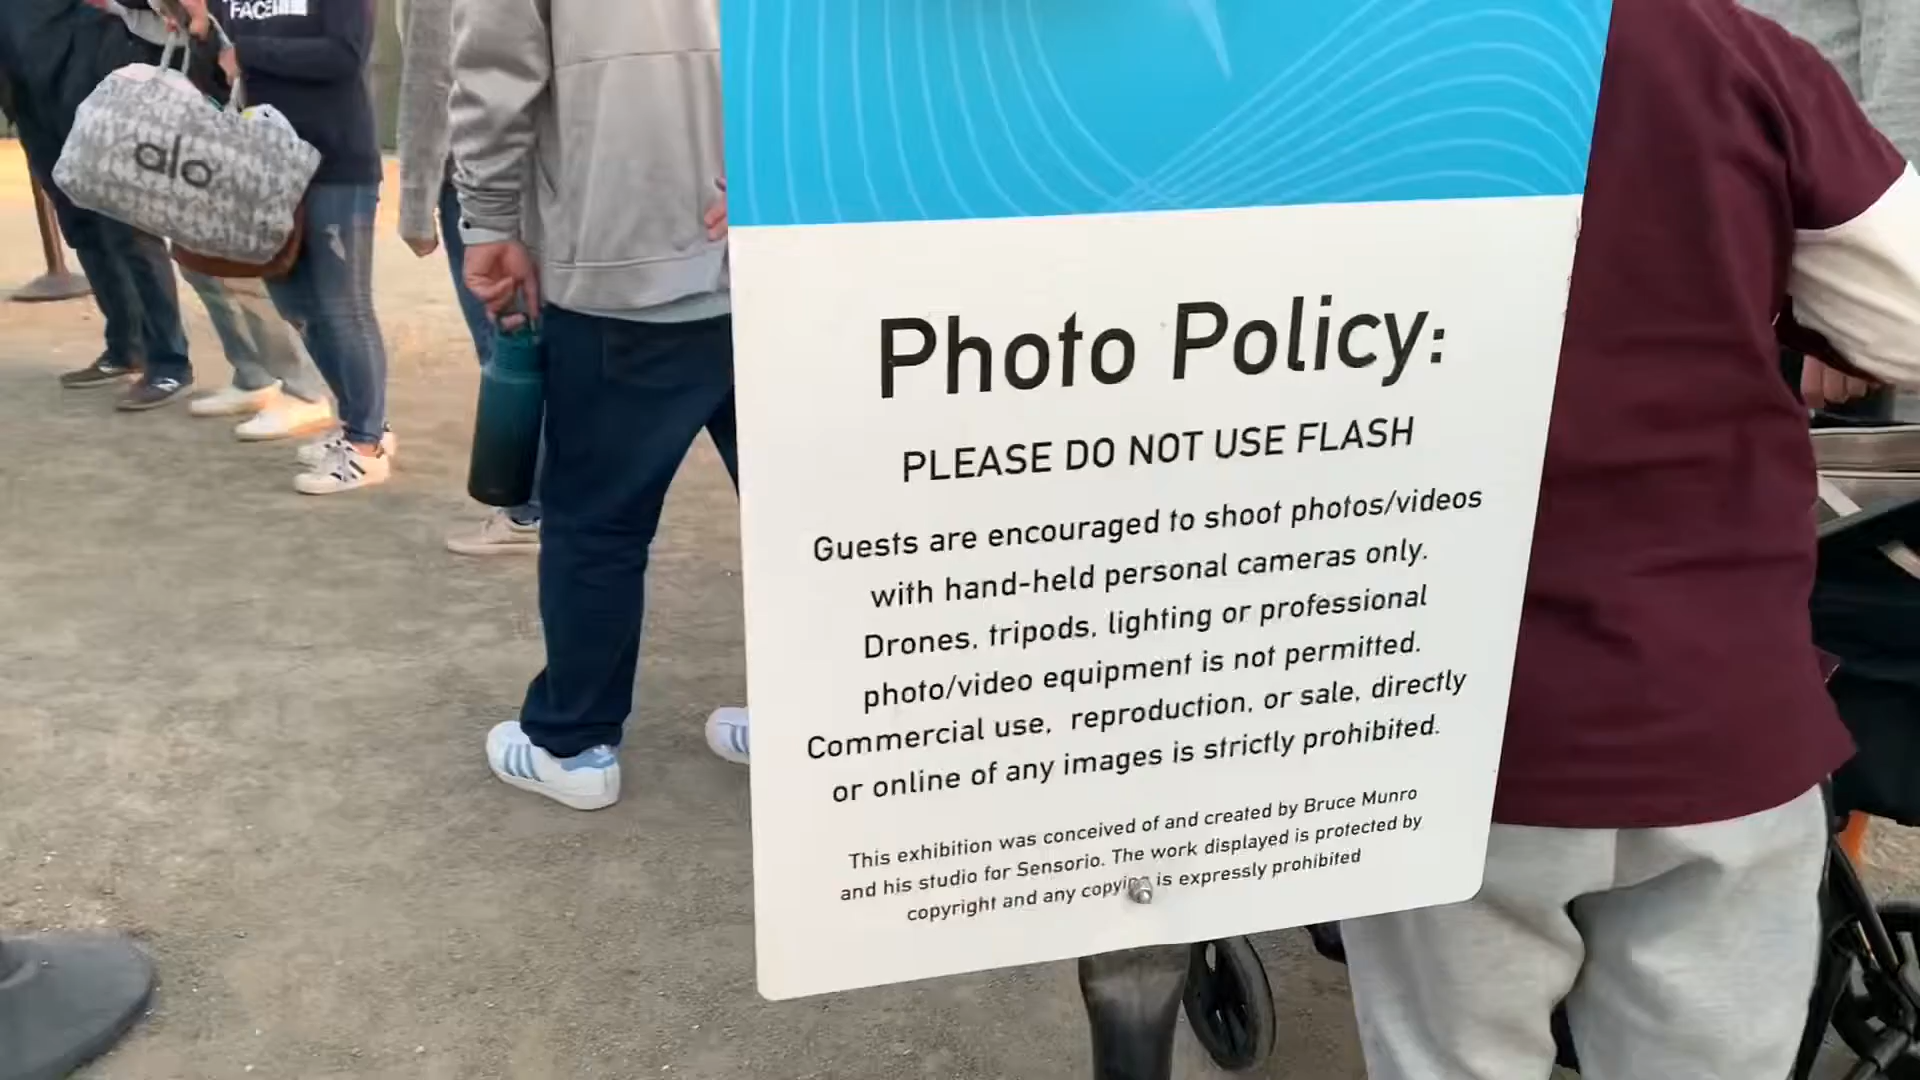 FACE
alo
Photo Policy:
PLEASE DO NOT USE FLASH
Guests are encouraged to shoot photos/videos
with hand-held personal cameras only.
Drones, tripods, lighting or professional
photo/video equipment is not permitted.
Commercial use, reproduction, or sale, directly
or online of any images is strictly prohibited.
This exhibition was conceived of and created by Bruce Munro
and his studio for Sensorio. The work displayed is protected by
copyright and any copying is expressly prohibited